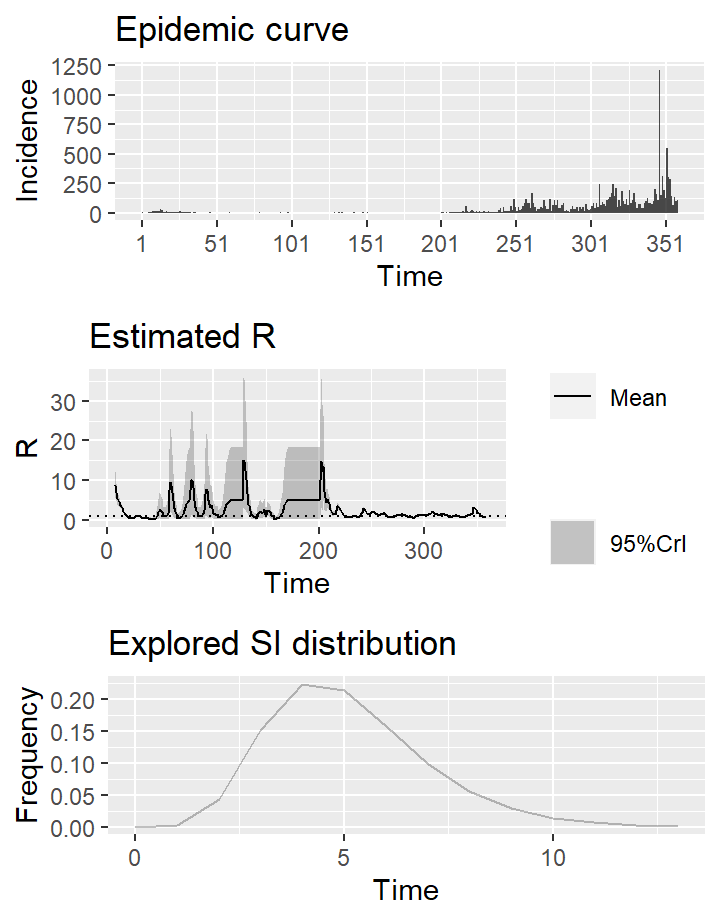 Epidemic curve
1250
1000
750
500
250
0
Incidence
1 51 101 151 201 251 301 351
Time
Estimated R
30
20
10
0
R
0 100 200 300
Time
Mean
95%CrI
Explored SI distribution
0.20
0.15
0.10
0.05
0.00
Frequency
0 5 10
Time